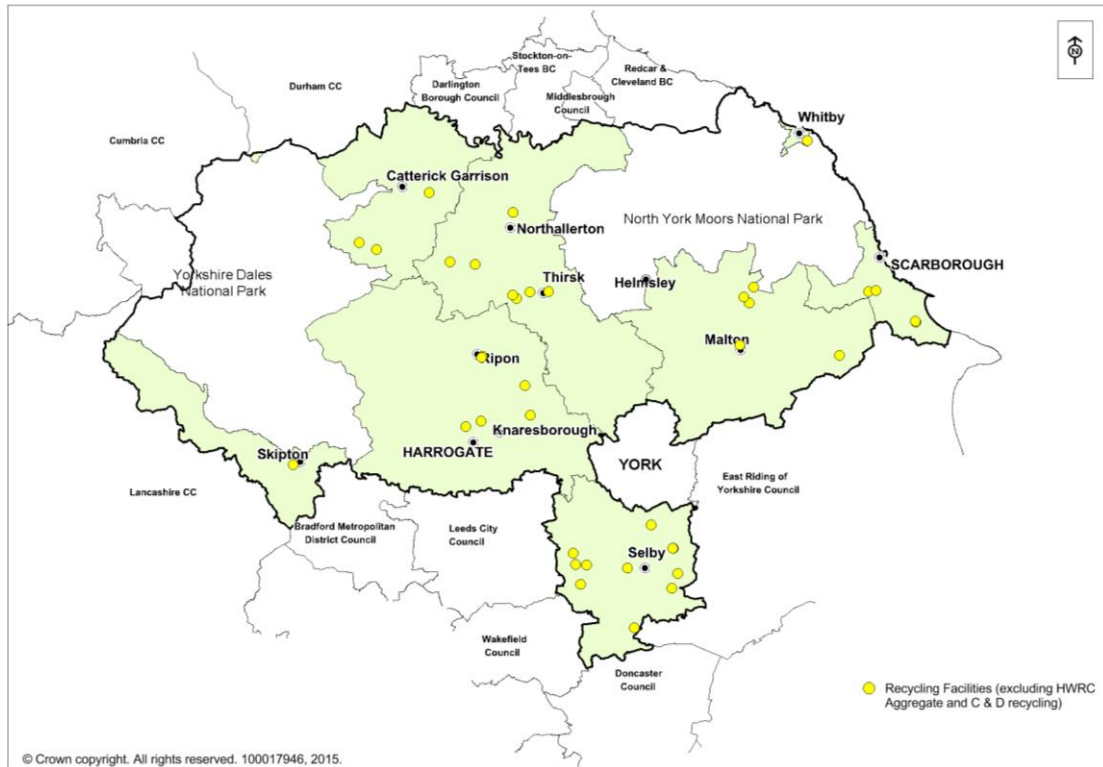 N
Stockton-on-
Tees BC
Redcar &
Cleveland BC
Durham CC
Darlington
Borough Council
Middlesbrough
Council
Whitby
Cumbria CC
Catterick Garrison
North York Moors National Park
Northallerton
Yorkshire Dales
National Park
SCARBOROUGH
Thirsk
Helmsley
Malton
Ripon
Knaresborough
HARROGATE
Skipton
YORK
East Riding of
Yorkshire Council
Lancashire CC
Bradford Metropolitan
District Council
Leeds City
Council
Selby
Wakefield
Council
Doncaster
Council
Recycling Facilities (excluding HWRC
Aggregate and C & D recycling)
© Crown copyright. All rights reserved. 100017946, 2015.